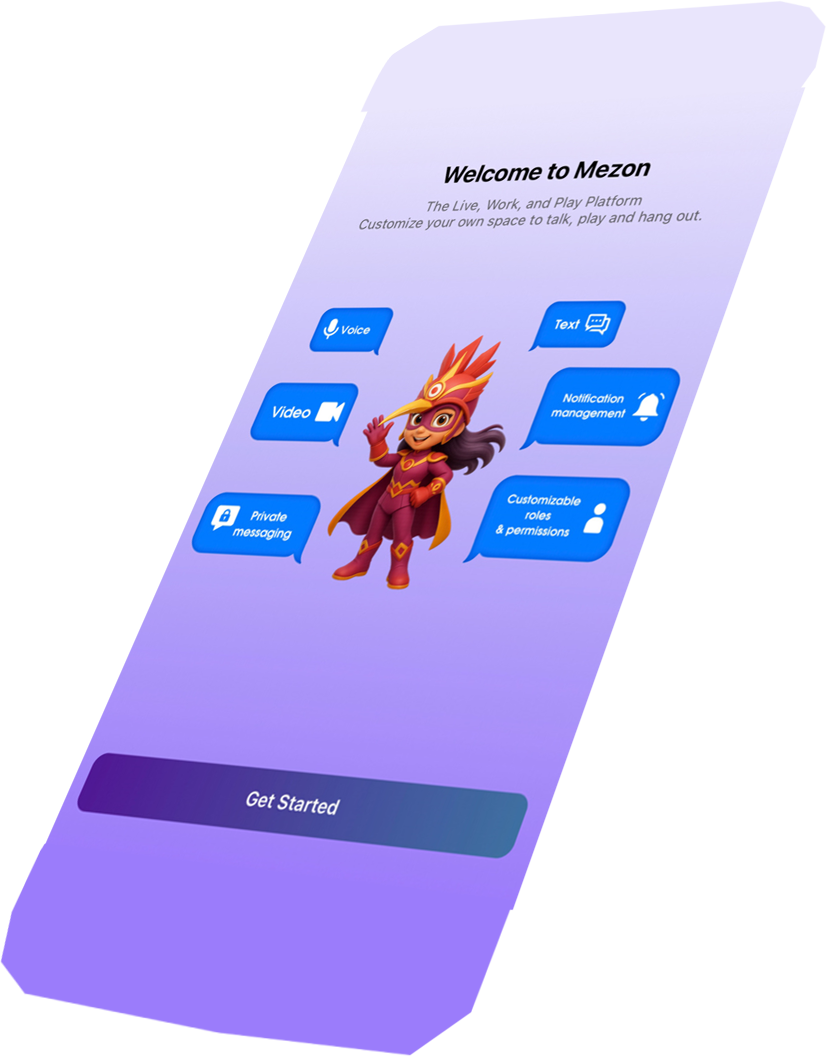 Welcome to Mezon
The Live, Work, and Play Platform
Customize your own space to talk, play and hang out.
Voice
Text
Video
Notification
management
Private
messaging
Customizable
roles
& permissions
Get Started